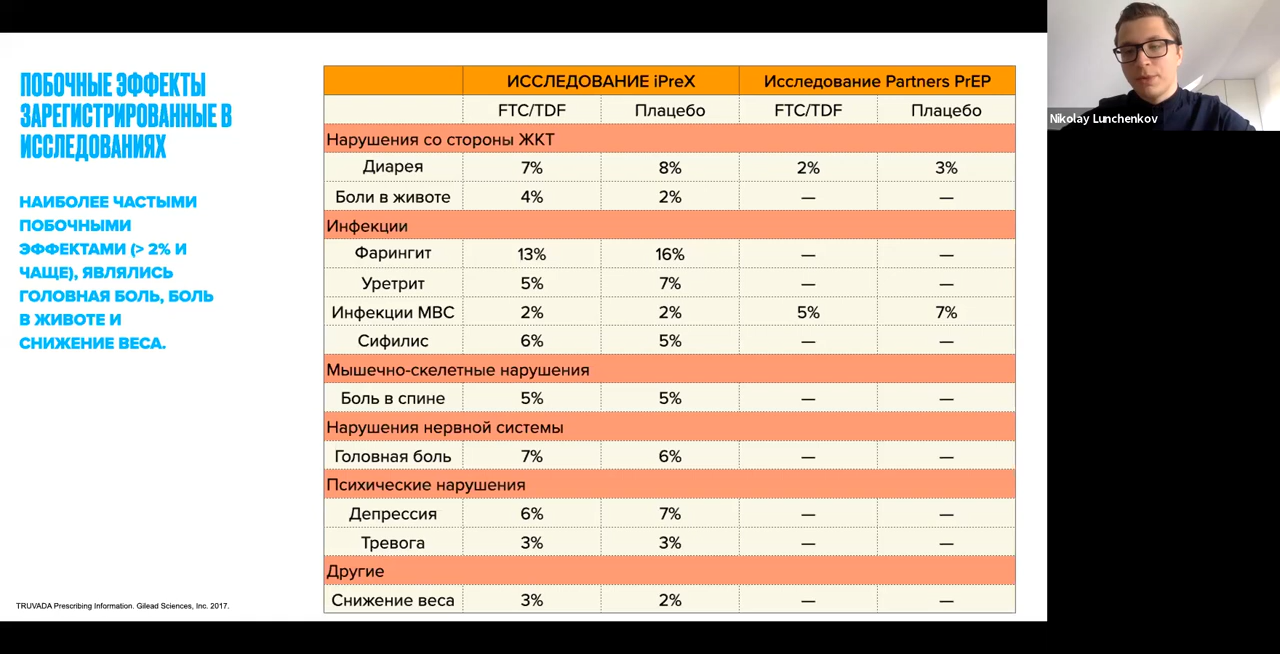 ПОБОЧНЫЕ ЭФФЕКТЫ
ЗАРЕГИСТРИРОВАННЫЕ В
ИССЛЕДОВАНИЯХ
НАИБОЛЕЕ ЧАСТЫМИ
ПОБОЧНЫМИ
ЭФФЕКТАМИ (> 2% И
ЧАЩЕ), ЯВЛЯЛИСЬ
ГОЛОВНАЯ БОЛЬ, БОЛЬ
В ЖИВОТЕ И
СНИЖЕНИЕ ВЕСА.
TRUVADA Prescribing Information. Gilead Sciences, Inc. 2017.
ИССЛЕДОВАНИЕ iPreX Исследование Partners PrEP
FTC/TDF Плацебо FTC/TDF Плацебо
Нарушения со стороны ЖКТ
Диарея 7% 8% 2% 3%
Боли в животе 4% 2% — —
Инфекции
Фарингит 13% 16% — —
Уретрит 5% 7% — —
Инфекции МВС 2% 2% 5% 7%
Сифилис 6% 5% — —
Мышечно-скелетные нарушения
Боль в спине 5% 5% — —
Нарушения нервной системы
Головная боль 7% 6% — —
Психические нарушения
Депрессия 6% 7% — —
Тревога 3% 3% — —
Другие
Снижение веса 3% 2% — —
Nikolay Lunchenkov